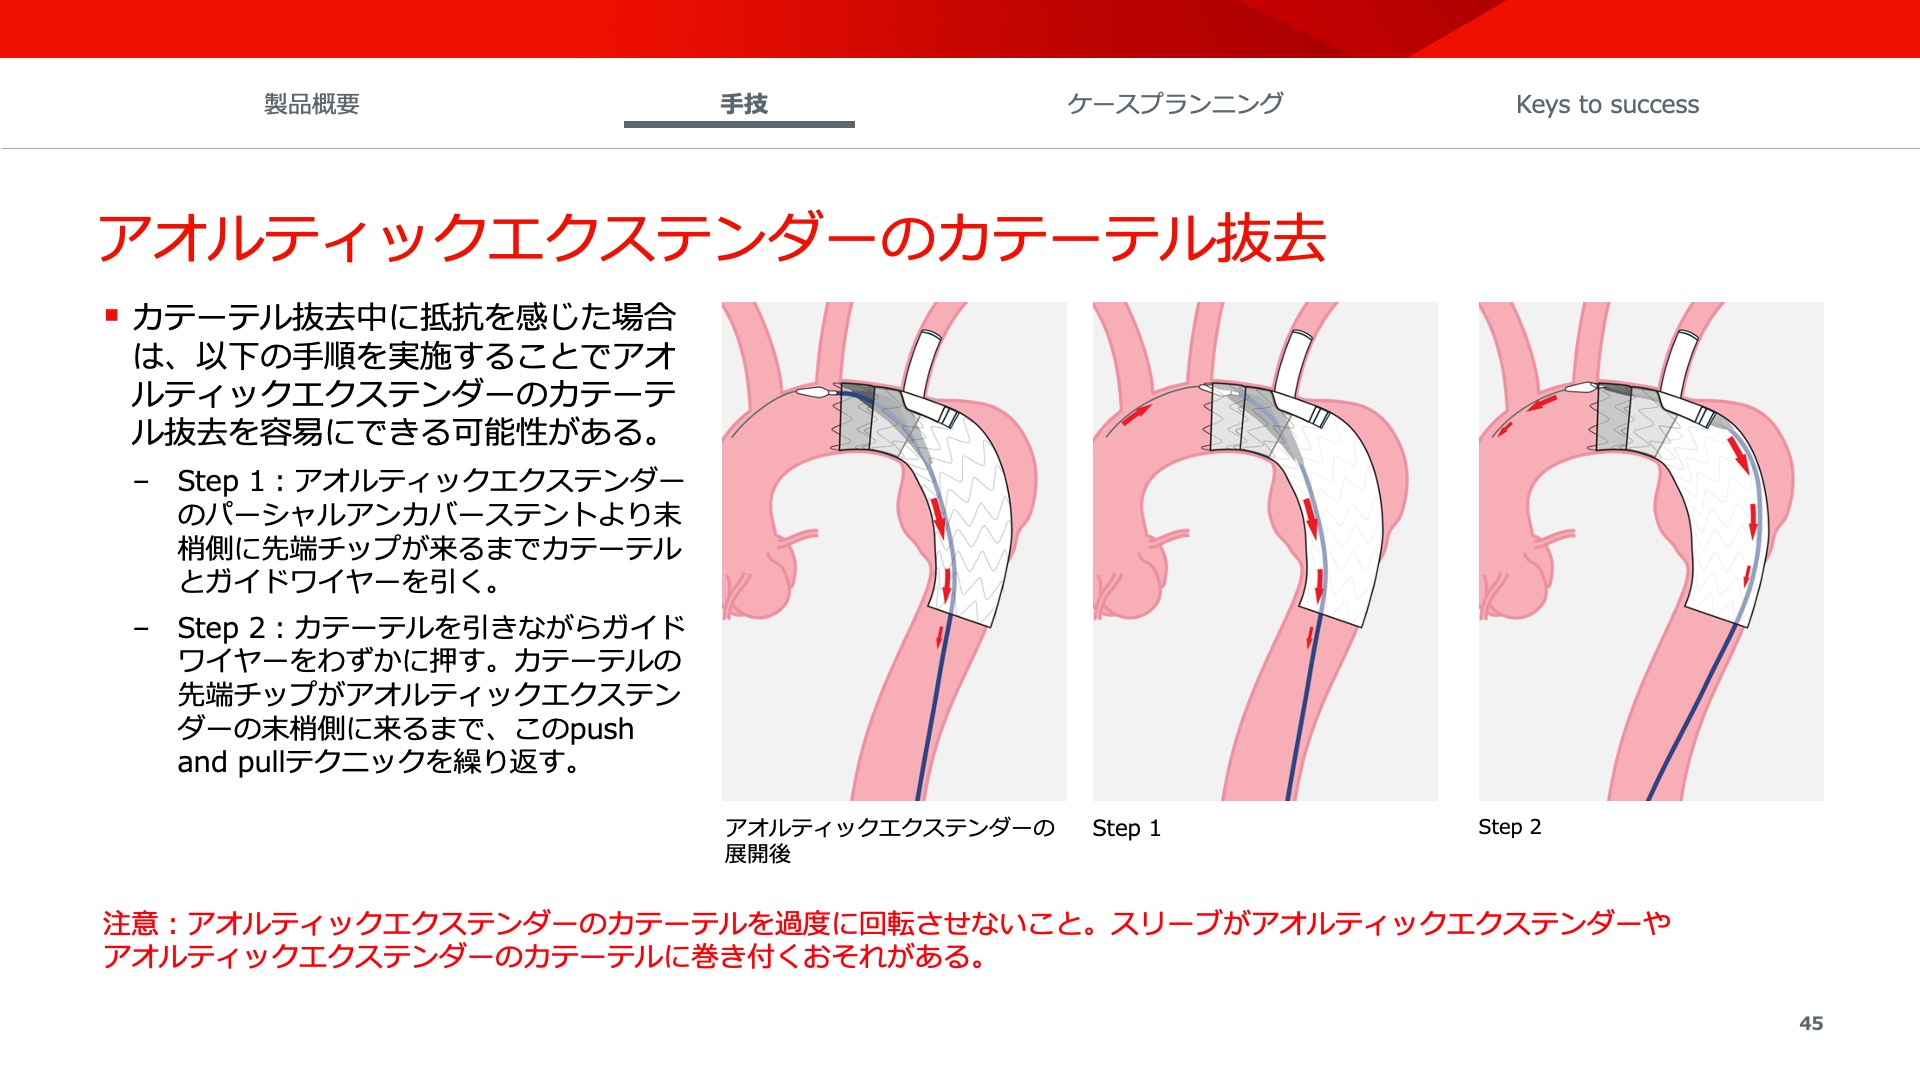 製品概要
手技
ケースプランニング
Keys to success
アオルティックエクステンダーのカテーテル抜去
カテーテル抜去中に抵抗を感じた場合
は、以下の手順を実施することでアオ
ルティックエクステンダーのカテーテ
ル抜去を容易にできる可能性がある。
– Step 1：アオルティックエクステンダー
のパーシャルアンカバーステントより末
梢側に先端チップが来るまでカテーテル
とガイドワイヤーを引く。
– Step 2：カテーテルを引きながらガイド
ワイヤーをわずかに押す。カテーテルの
先端チップがアオルティックエクステン
ダーの末梢側に来るまで、このpush
and pullテクニックを繰り返す。
アオルティックエクステンダーの
展開後
Step 1
Step 2
注意：アオルティックエクステンダーのカテーテルを過度に回転させないこと。スリーブがアオルティックエクステンダーや
アオルティックエクステンダーのカテーテルに巻き付くおそれがある。
45